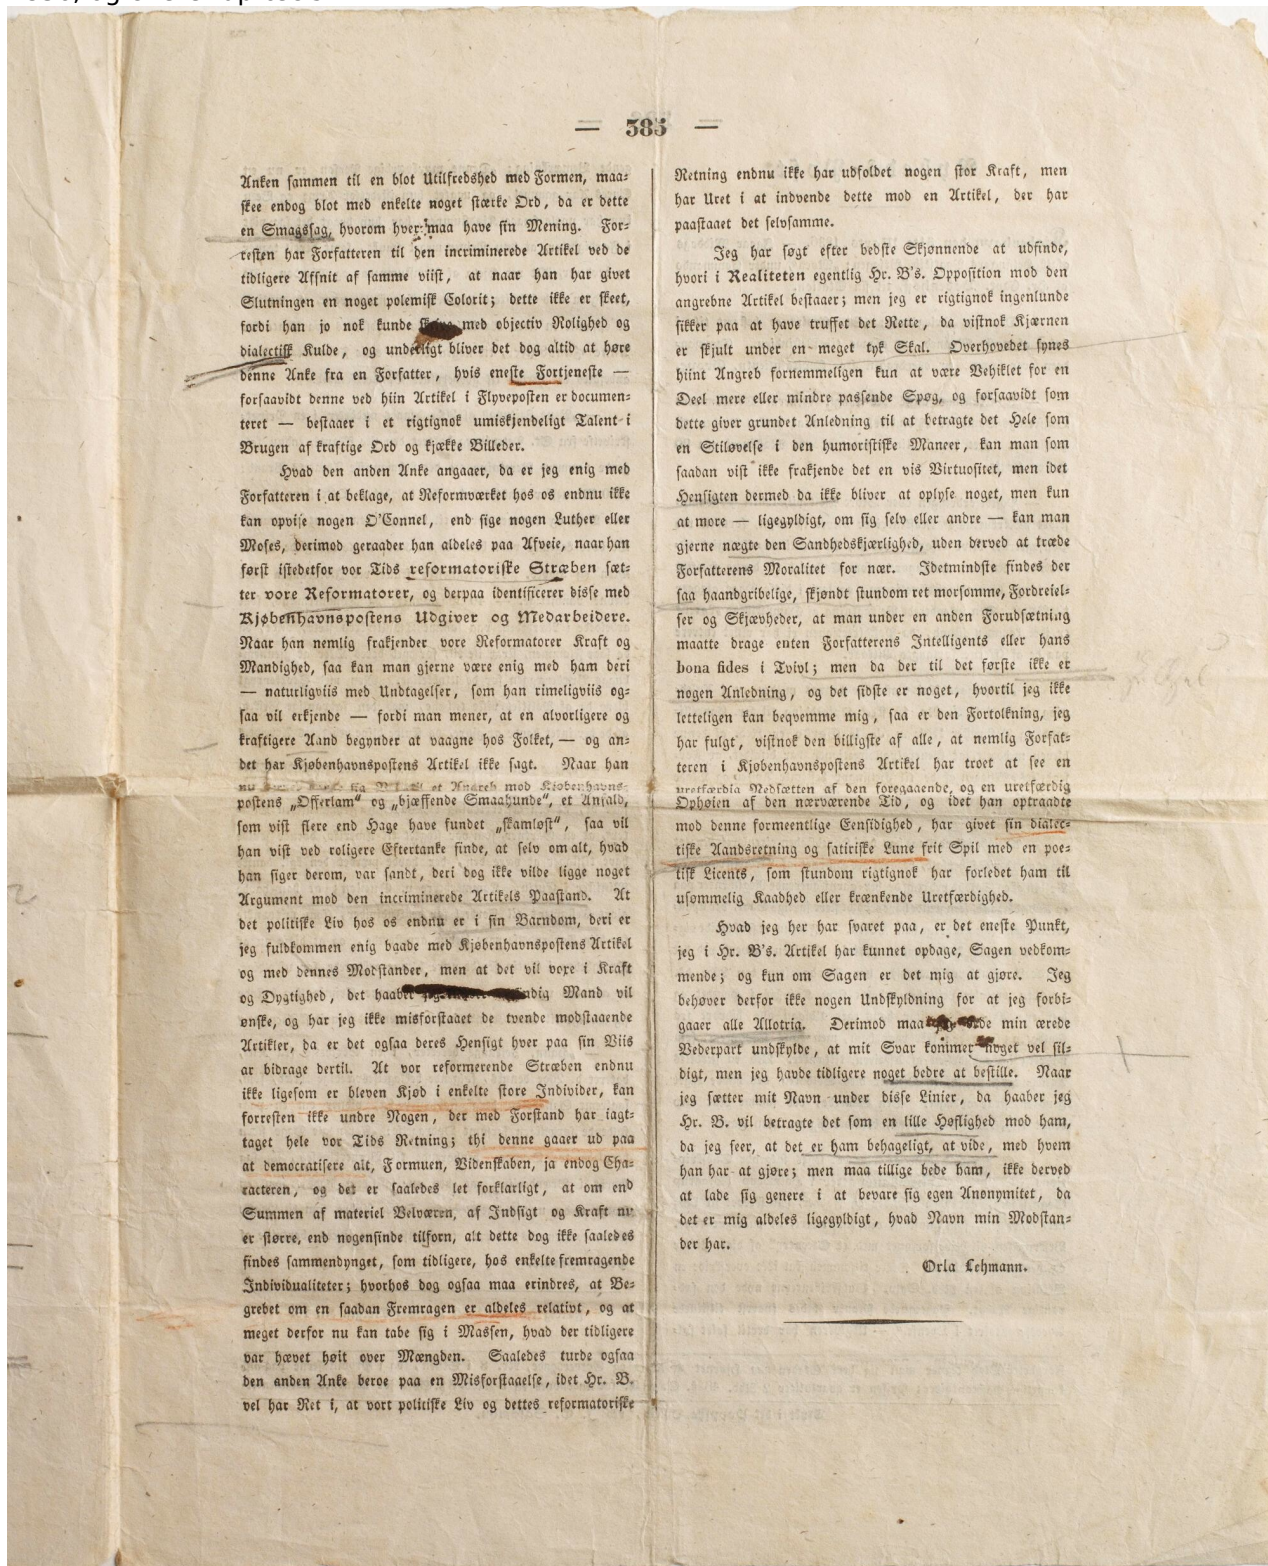 — 385 —
Anken sammen til en blot Utilfredshed med Formen, maa-
skee endog blot med enkelte noget stærke Ord, da er dette
en Smagssag, hvorom hver maa have sin Mening. For-
resten har Forfatteren til den incriminerede Artikel ved de
tidligere Afsnit af samme viist, at naar han har givet
Slutningen en noget polemisk Colorit; dette ikke er skeet,
fordi han jo nok kunde med objectiv Rolighed og
dialectisk Kulde, og underligt bliver det dog altid at høre
denne Anke fra en Forfatter, hvis eneste Fortjeneste —
forsaavidt denne ved hiin Artikel i Flyveposten er documen-
teret — bestaaer i et rigtignok umiskjendeligt Talent i
Brugen af kraftige Ord og kjække Billeder.
Hvad den anden Anke angaaer, da er jeg enig med
Forfatteren i at beklage, at Reformværket hos os endnu ikke
kan opvise nogen O'Connel, end sige nogen Luther eller
Moses, derimod geraader han aldeles paa Afveie, naar han
først istedetfor vor Tids reformatoriske Stræben sæt-
ter vore Reformatorer, og derpaa identificerer disse med
Kjøbenhavnspostens Udgiver og Medarbeidere.
Naar han nemlig frakjender vore Reformatorer Kraft og
Mandighed, saa kan man gjerne være enig med ham deri
— naturligviis med Undtagelser, som han rimeligviis og-
saa vil erkjende — fordi man mener, at en alvorligere og
kraftigere Aand begynder at vaagne hos Folket, — og an-
det har Kjøbenhavnspostens Artikel ikke sagt. Naar han
et Angreb mod Kjøbenhavns-
postens „Offerlam“ og „bjæffende Smaahunde“, et Anfald,
som vist flere end Hage have fundet „skamløst“, saa vil
han vist ved roligere Eftertanke finde, at selv om alt, hvad
han siger derom, var sandt, deri dog ikke vilde ligge noget
Argument mod den incriminerede Artikels Paastand. At
det politiske Liv hos os endnu er i sin Barndom, deri er
jeg fuldkommen enig baade med Kjøbenhavnspostens Artikel
og med dennes Modstander, men at det vil voxe i Kraft
og Dygtighed, det haaber Mand vil
ønske, og har jeg ikke misforstaaet de tvende modstaaende
Artikler, da er det ogsaa deres Hensigt hver paa sin Viis
at bidrage dertil. At vor reformerende Stræben endnu
ikke ligesom er bleven Kjød i enkelte store Individer, kan
forresten ikke undre Nogen, der med Forstand har iagt-
taget hele vor Tids Retning; thi denne gaaer ud paa
at democratisere alt, Formuen, Videnskaben, ja endog Cha-
racteren, og det er saaledes let forklarligt, at om end
Summen af materiel Velværen, af Indsigt og Kraft nu
er større, end nogensinde tilforn, alt dette dog ikke saaledes
findes sammendynget, som tidligere, hos enkelte fremragende
Individualiteter; hvorhos dog ogsaa maa erindres, at Be-
grebet om en saadan Fremragen er aldeles relativt, og at
meget derfor nu kan tabe sig i Massen, hvad der tidligere
var hævet høit over Mængden. Saaledes turde ogsaa
den anden Anke beroe paa en Misforstaaelse, idet Hr. B.
vel har Ret i, at vort politiske Liv og dettes reformatoriske
Retning endnu ikke har udfoldet nogen stor Kraft, men
har Uret i at indvende dette mod en Artikel, der har
paastaaet det selvsamme.
Jeg har søgt efter bedste Skjønnende at udfinde,
hvori i Realiteten egentlig Hr. B's. Opposition mod den
angrebne Artikel bestaaer; men jeg er rigtignok ingenlunde
sikker paa at have truffet det Rette, da vistnok Kjærnen
er skjult under en meget tyk Skal. Overhovedet synes
hiint Angreb fornemmeligen kun at være Vehiklet for en
Deel mere eller mindre passende Spøg, og forsaavidt som
dette giver grundet Anledning til at betragte det Hele som
en Stiløvelse i den humoristiske Maneer, kan man som
saadan vist ikke frakjende det en vis Virtuositet, men idet
Hensigten dermed da ikke bliver at oplyse noget, men kun
at more — ligegyldigt, om sig selv eller andre — kan man
gjerne nægte den Sandhedskjærlighed, uden derved at træde
Forfatterens Moralitet for nær. Idetmindste findes der
saa haandgribelige, skjøndt stundom ret morsomme, Fordreiel-
ser og Skjævheder, at man under en anden Forudsætning
maatte drage enten Forfatterens Intelligents eller hans
bona fides i Tvivl; men da der til det første ikke er
nogen Anledning, og det sidste er noget, hvortil jeg ikke
letteligen kan beqvemme mig, saa er den Fortolkning, jeg
har fulgt, vistnok den billigste af alle, at nemlig Forfat-
teren i Kjøbenhavnspostens Artikel har troet at see en
uretfærdig Nedsætten af den foregaaende, og en uretfærdig
Ophøien af den nærværende Tid, og idet han optraadte
mod denne formeentlige Eensidighed, har givet sin dialec-
tiske Aandsretning og satiriske Lune frit Spil med en poe-
tisk Licents, som stundom rigtignok har forledet ham til
usømmelig Kaadhed eller krænkende Uretfærdighed.
Hvad jeg her har svaret paa, er det eneste Punkt,
jeg i Hr. B's. Artikel har kunnet opdage, Sagen vedkom-
mende; og kun om Sagen er det mig at gjøre. Jeg
behøver derfor ikke nogen Undskyldning for at jeg forbi-
gaaer alle Allotria. Derimod maa min ærede
Vederpart undskylde, at mit Svar kommer noget vel sil-
digt, men jeg havde tidligere noget bedre at bestille. Naar
jeg sætter mit Navn under disse Linier, da haaber jeg
Hr. B. vil betragte det som en lille Høflighed mod ham,
da jeg seer, at det er ham behageligt, at vide, med hvem
han har at gjøre; men maa tillige bede ham, ikke derved
at lade sig genere i at bevare sig egen Anonymitet, da
det er mig aldeles ligegyldigt, hvad Navn min Modstan-
der har.
Orla Lehmann.